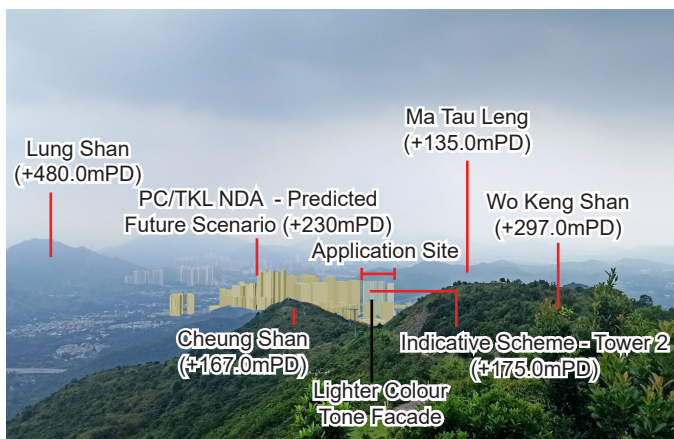 Ma Tau Leng
(+135.0mPD)
Lung Shan
(+480.0mPD)
PC/TKL NDA - Predicted
Future Scenario (+230mPD)
Wo Keng Shan
(+297.0mPD)
Application Site
Cheung Shan
(+167.0mPD)
Indicative Scheme - Tower 2
(+175.0mPD)
Lighter Colour
Tone Facade